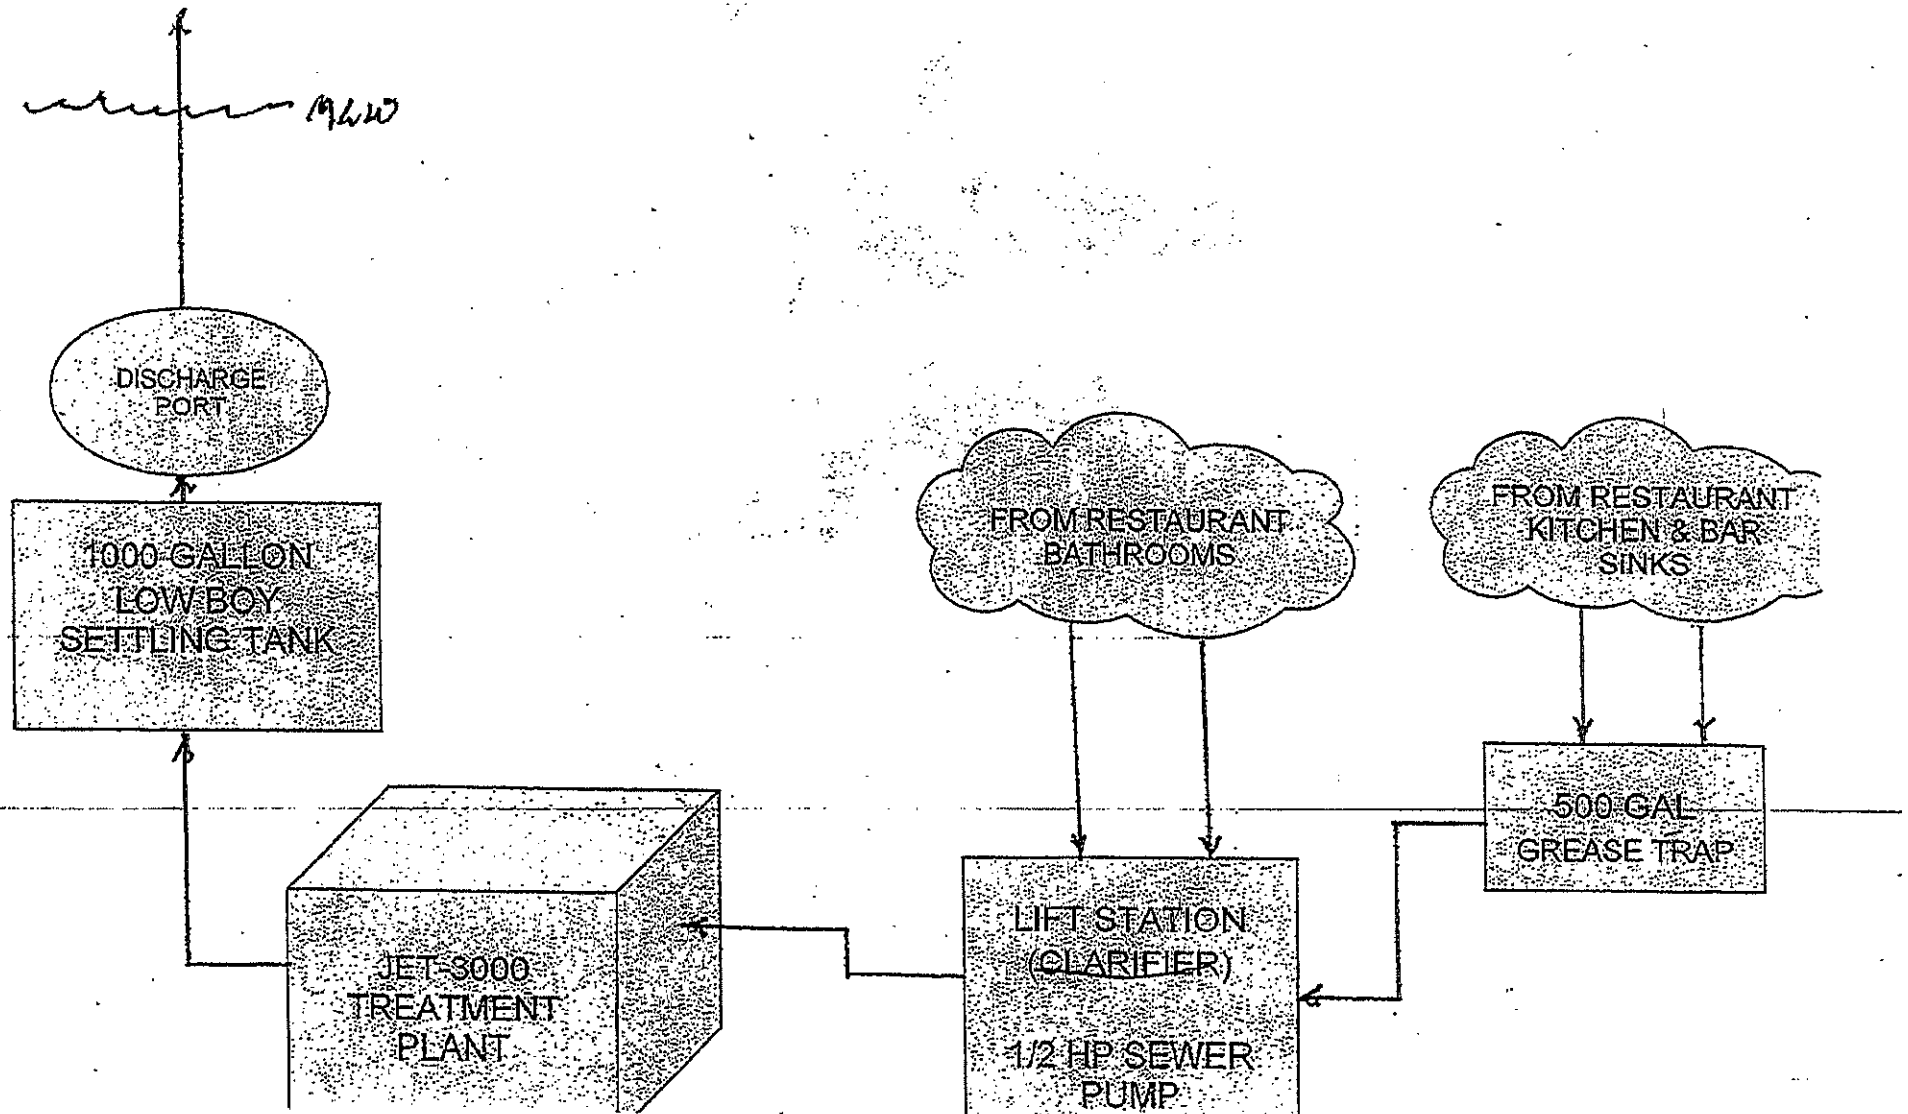 MLW
DISCHARGE
PORT
1000 GALLON
LOW BOY
SETTLING TANK
FROM RESTAURANT
BATHROOMS
FROM RESTAURANT
KITCHEN & BAR
SINKS
500 GAL
GREASE TRAP
LIFT STATION
(CLARIFIER)
1/2 HP SEWER
PUMP
JET-3000
TREATMENT
PLANT